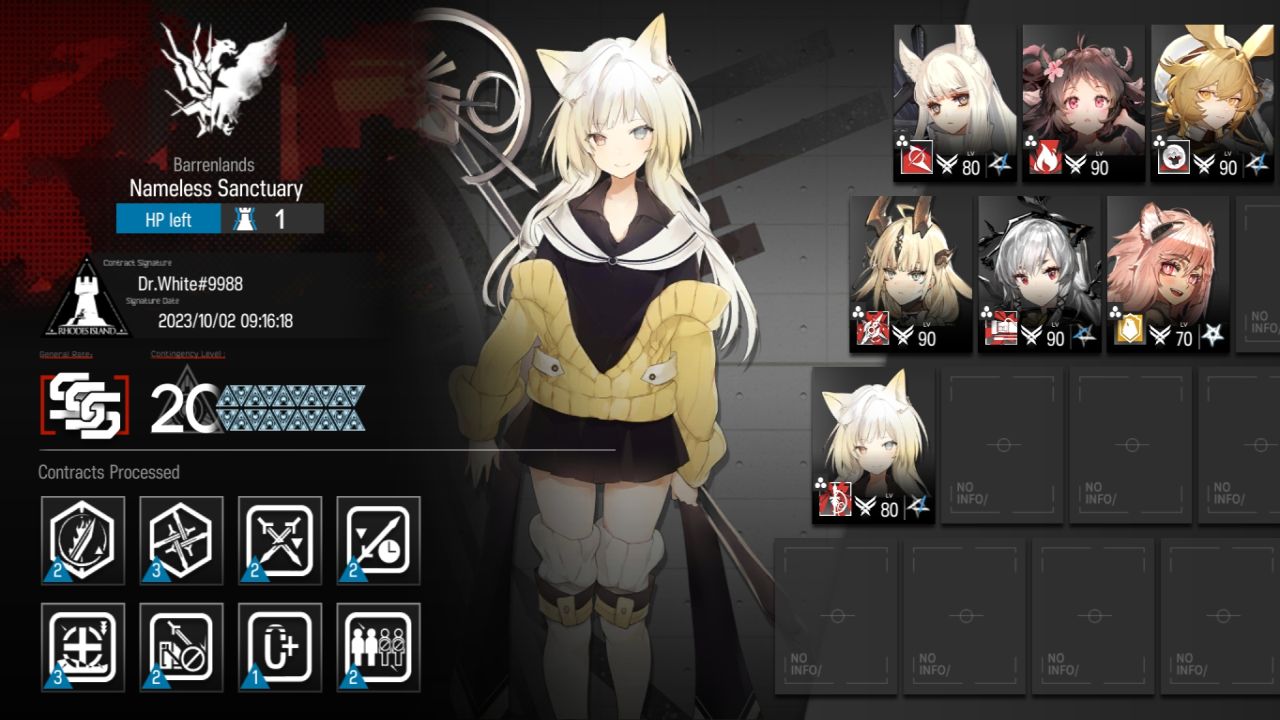 Barrenlands
Nameless Sanctuary
HP left 1
Contract Signature
Dr.White#9988
Signature Date
2023/10/02 09:16:18
RHODES ISLAND
General Rate:
Contingency Level:
20
Contracts Processed
2
3
2
2
3
2
1
2
LV
80
LV
90
LV
90
LV
90
LV
90
LV
70
NO
INFO/
LV
80
NO
INFO/
NO
INFO/
NO
INFO/
NO
INFO/
NO
INFO/
NO
INFO/
NO
INFO/